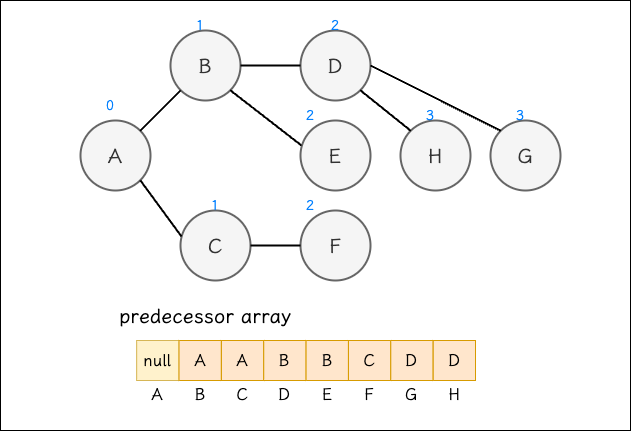 1 2
B D
0 2 3 3
A E H G
1 2
C F
predecessor array
null A A B B C D D
A B C D E F G H